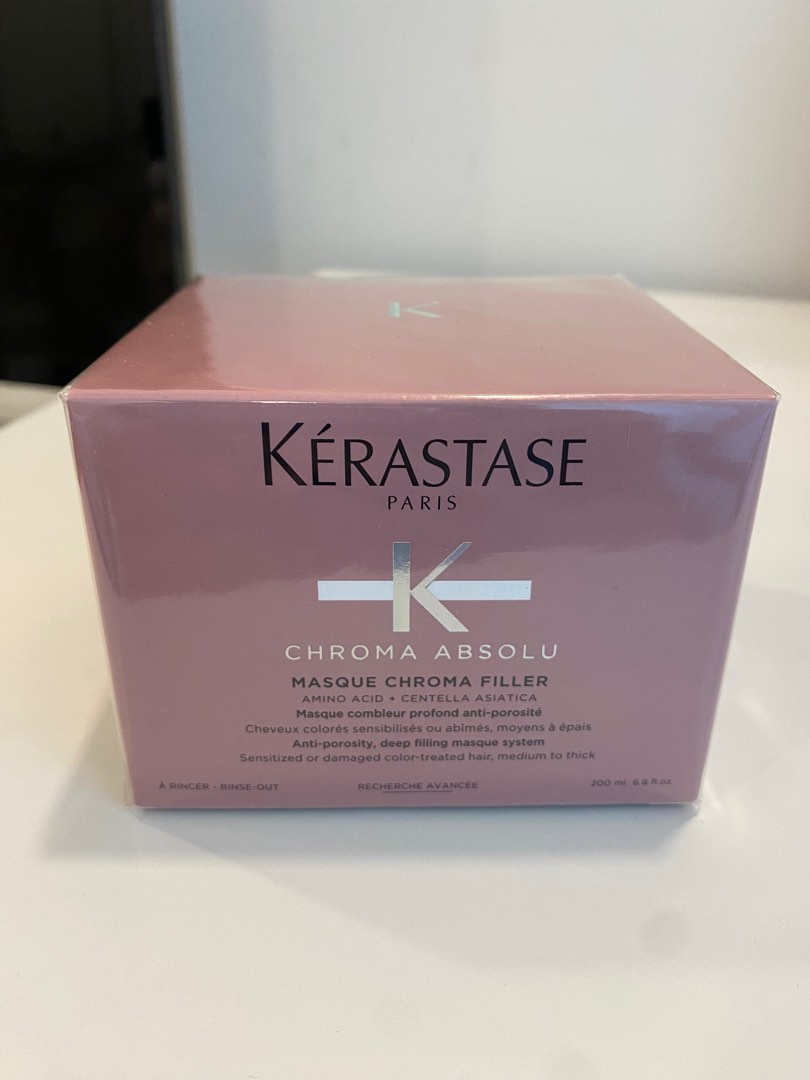 K
KÉRASTASE
PARIS
K
CHROMA ABSOLU
MASQUE CHROMA FILLER
AMINO ACID + CENTELLA ASIATICA
Masque combleur profond anti-porosité
Cheveux colorés sensibilisés ou abîmés, moyens à épais
Anti-porosity, deep filling masque system
Sensitized or damaged color-treated hair, medium to thick
À RINCER - RINSE-OUT RECHERCHE AVANCÉE 200 ml 6.8 fl.oz.